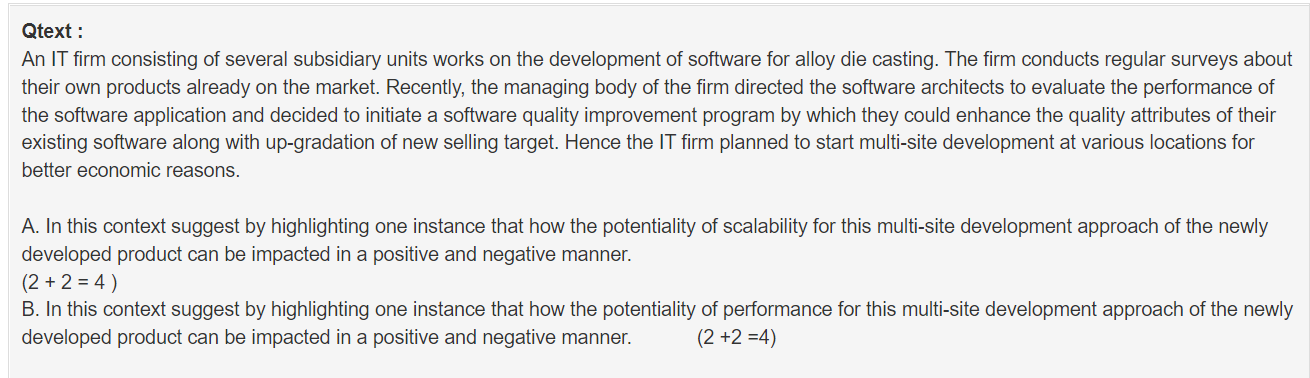 Qtext :
An IT firm consisting of several subsidiary units works on the development of software for alloy die casting. The firm conducts regular surveys about
their own products already on the market. Recently, the managing body of the firm directed the software architects to evaluate the performance of
the software application and decided to initiate a software quality improvement program by which they could enhance the quality attributes of their
existing software along with up-gradation of new selling target. Hence the IT firm planned to start multi-site development at various locations for
better economic reasons.
A. In this context suggest by highlighting one instance that how the potentiality of scalability for this multi-site development approach of the newly
developed product can be impacted in a positive and negative manner.
(2 + 2 = 4 )
B. In this context suggest by highlighting one instance that how the potentiality of performance for this multi-site development approach of the newly
developed product can be impacted in a positive and negative manner. (2 +2 =4)